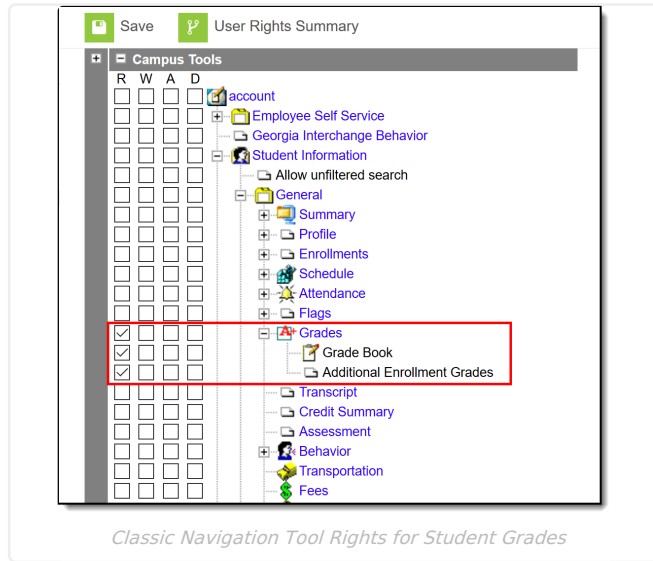 Save User Rights Summary
Campus Tools
R W A D
account
Employee Self Service
Georgia Interchange Behavior
Student Information
Allow unfiltered search
General
Summary
Profile
Enrollments
Schedule
Attendance
Flags
A+ Grades
Grade Book
Additional Enrollment Grades
Transcript
Credit Summary
Assessment
Behavior
Transportation
$ Fees
Classic Navigation Tool Rights for Student Grades